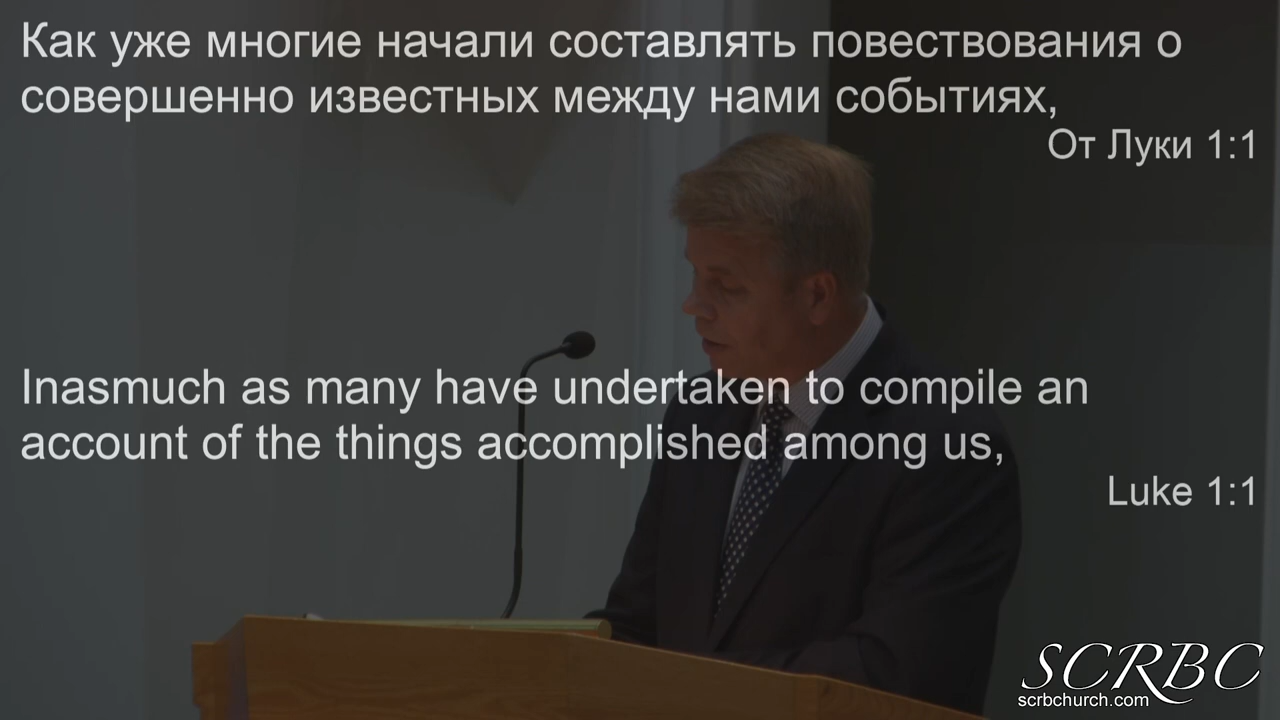 Как уже многие начали составлять повествования о
совершенно известных между нами событиях,
От Луки 1:1
Inasmuch as many have undertaken to compile an
account of the things accomplished among us,
Luke 1:1
SCRBC
scrbchurch.com